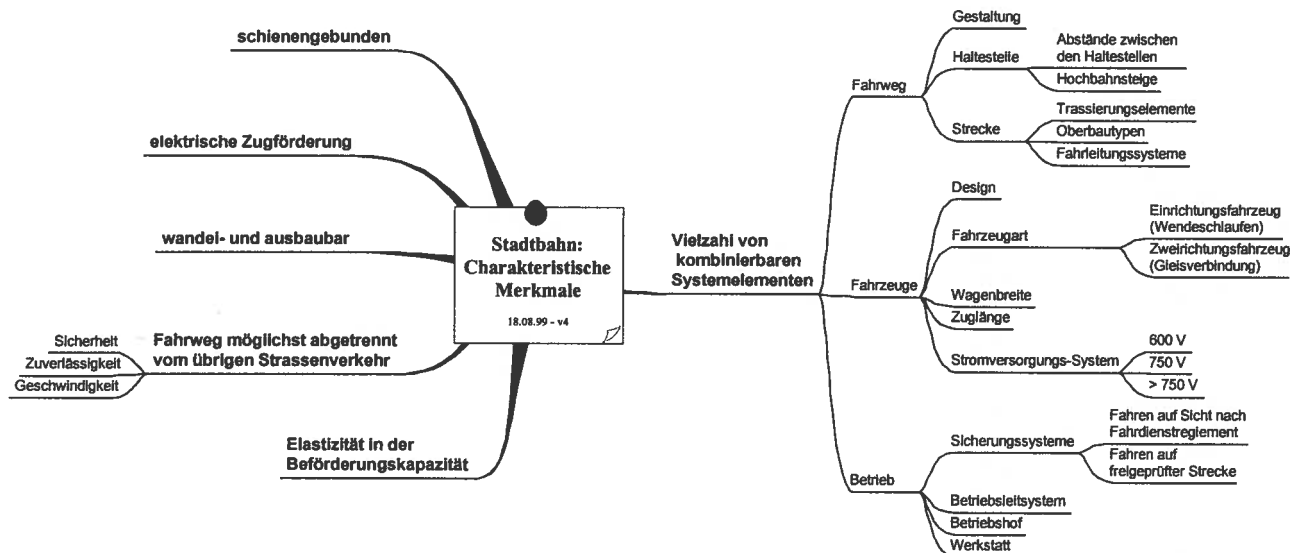 schienengebunden
elektrische Zugförderung
wandel- und ausbaubar
Fahrweg möglichst abgetrennt
vom übrigen Strassenverkehr
Sicherheit
Zuverlässigkeit
Geschwindigkeit
Elastizität in der
Beförderungskapazität
Stadtbahn:
Charakteristische
Merkmale
18.08.99 - v4
Vielzahl von
kombinierbaren
Systemelementen
Fahrweg
Gestaltung
Haltestelle
Abstände zwischen
den Haltestellen
Hochbahnsteige
Strecke
Trassierungselemente
Oberbautypen
Fahrleitungssysteme
Fahrzeuge
Design
Fahrzeugart
Einrichtungsfahrzeug
(Wendeschlaufen)
Zweirichtungsfahrzeug
(Gleisverbindung)
Wagenbreite
Zuglänge
Stromversorgungs-System
600 V
750 V
> 750 V
Betrieb
Sicherungssysteme
Fahren auf Sicht nach
Fahrdienstreglement
Fahren auf
freigeprüfter Strecke
Betriebsleitsystem
Betriebshof
Werkstatt